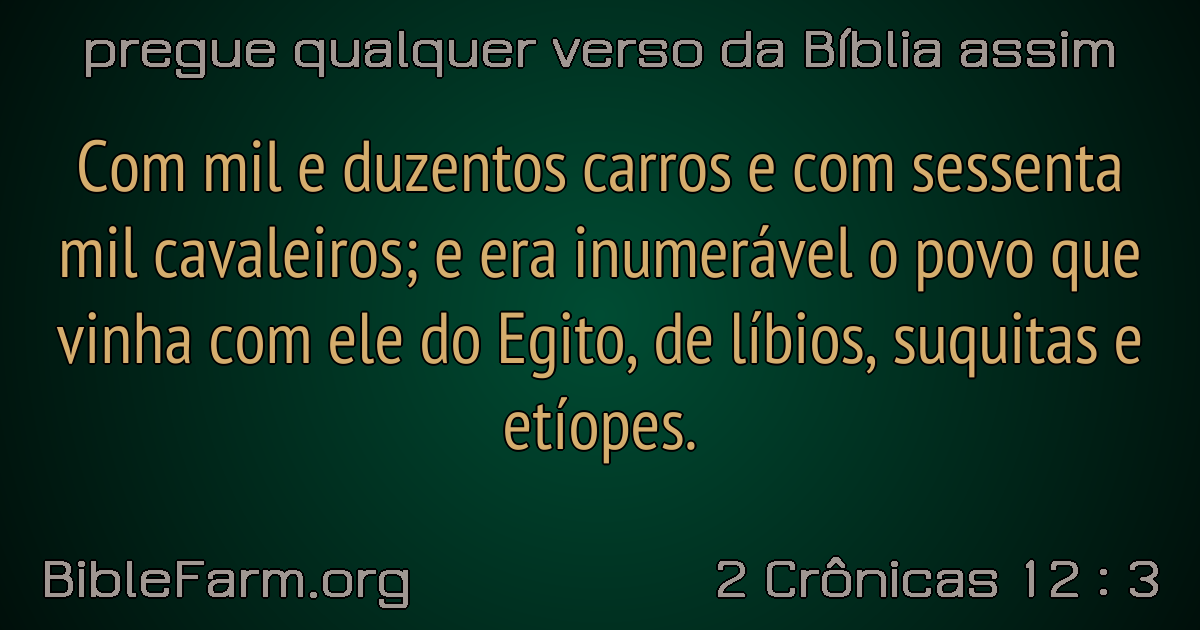 pregue qualquer verso da Bíblia assim
Com mil e duzentos carros e com sessenta
mil cavaleiros; e era inumerável o povo que
vinha com ele do Egito, de líbios, suquitas e
etíopes.
BibleFarm.org
2 Crônicas 12 : 3